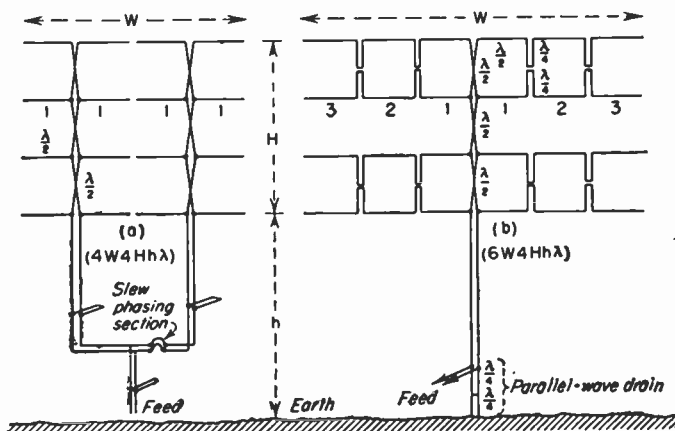 W
W
H
h
1 1 1 1
λ/2
λ/2
(a)
(4W4Hhλ)
Slew
phasing
section
Feed
Earth
λ/2
λ/2
λ/4
λ/4
3 2 1 1 2 3
λ/2
λ/2
(b)
(6W4Hhλ)
Feed
λ/4
λ/4
Parallel-wave drain